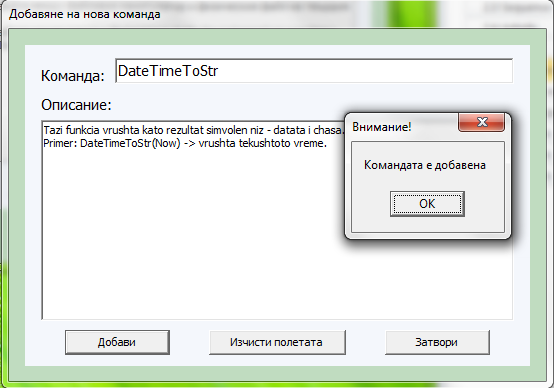 Добавяне на нова команда
Команда: DateTimeToStr
Описание:
Tazi funkcia vrushta kato rezultat simvolen niz - datata i chasa.
Primer: DateTimeToStr(Now) -> vrushta tekushtoto vreme.
Внимание!
Командата е добавена
OK
Добави Изчисти полетата Затвори